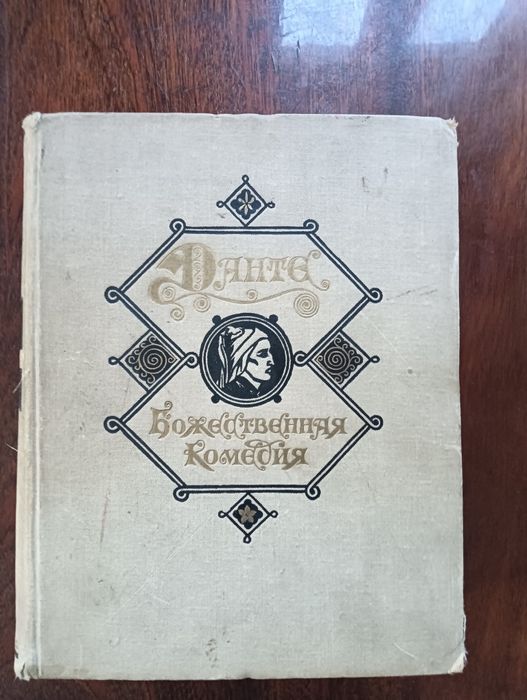 Данте
Божественная
Комедия